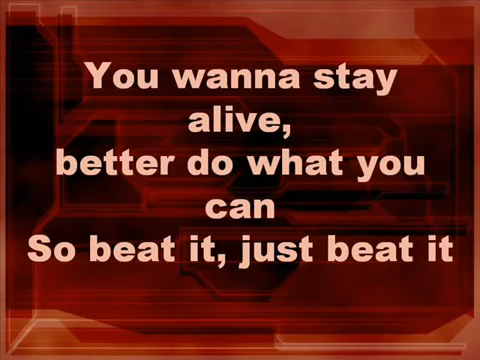 You wanna stay
alive,
better do what you
can
So beat it, just beat it